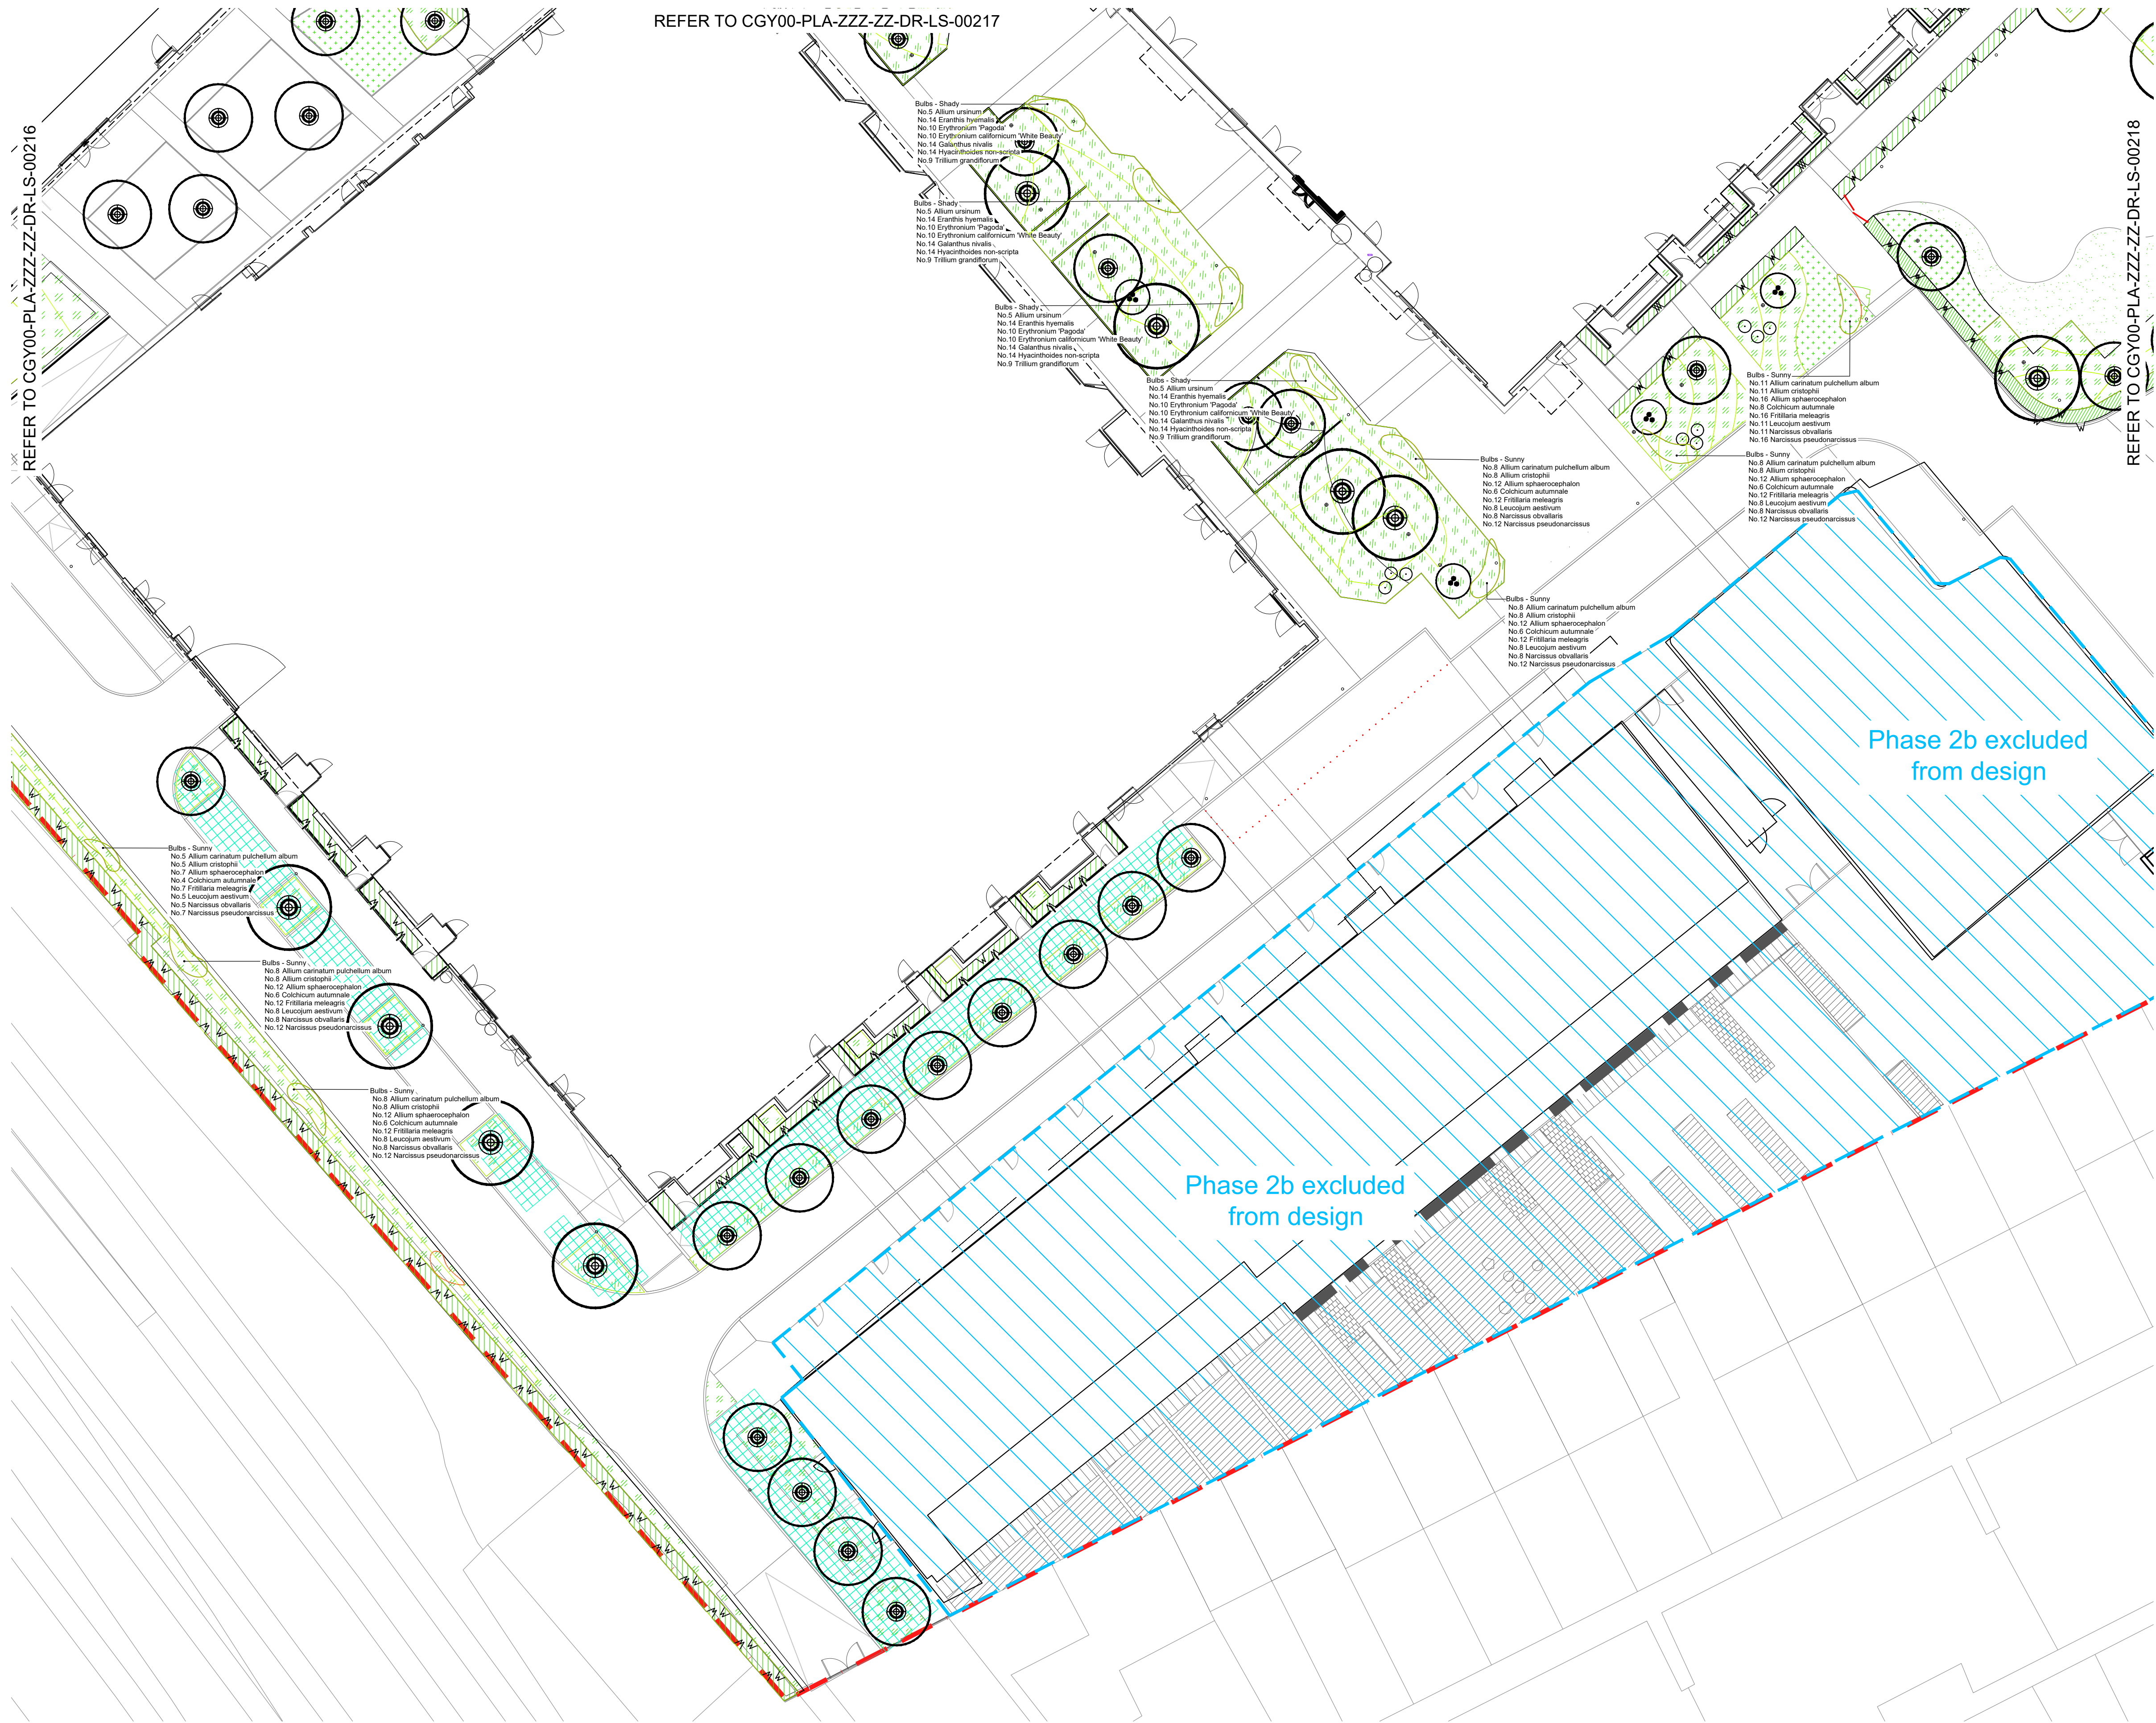 REFER TO CGY00-PLA-ZZZ-ZZ-DR-LS-00217
REFER TO CGY00-PLA-ZZZ-ZZ-DR-LS-00216
REFER TO CGY00-PLA-ZZZ-ZZ-DR-LS-00218
Bulbs - Shady
No.5 Allium ursinum
No.14 Eranthis hyemalis
No.10 Erythronium 'Pagoda'
No.10 Erythronium californicum 'White Beauty'
No.14 Galanthus nivalis
No.14 Hyacinthoides non-scripta
No.9 Trillium grandiflorum
Bulbs - Shady
No.5 Allium ursinum
No.14 Eranthis hyemalis
No.10 Erythronium 'Pagoda'
No.10 Erythronium californicum 'White Beauty'
No.14 Galanthus nivalis
No.14 Hyacinthoides non-scripta
No.9 Trillium grandiflorum
Bulbs - Shady
No.5 Allium ursinum
No.14 Eranthis hyemalis
No.10 Erythronium 'Pagoda'
No.10 Erythronium californicum 'White Beauty'
No.14 Galanthus nivalis
No.14 Hyacinthoides non-scripta
No.9 Trillium grandiflorum
Bulbs - Shady
No.5 Allium ursinum
No.14 Eranthis hyemalis
No.10 Erythronium 'Pagoda'
No.10 Erythronium californicum 'White Beauty'
No.14 Galanthus nivalis
No.14 Hyacinthoides non-scripta
No.9 Trillium grandiflorum
Bulbs - Sunny
No.11 Allium carinatum pulchellum album
No.11 Allium cristophii
No.16 Allium sphaerocephalon
No.8 Colchicum autumnale
No.16 Fritillaria meleagris
No.11 Leucojum aestivum
No.11 Narcissus obvallaris
No.16 Narcissus pseudonarcissus
Bulbs - Sunny
No.8 Allium carinatum pulchellum album
No.8 Allium cristophii
No.12 Allium sphaerocephalon
No.6 Colchicum autumnale
No.12 Fritillaria meleagris
No.8 Leucojum aestivum
No.8 Narcissus obvallaris
No.12 Narcissus pseudonarcissus
Bulbs - Sunny
No.8 Allium carinatum pulchellum album
No.8 Allium cristophii
No.12 Allium sphaerocephalon
No.6 Colchicum autumnale
No.12 Fritillaria meleagris
No.8 Leucojum aestivum
No.8 Narcissus obvallaris
No.12 Narcissus pseudonarcissus
Bulbs - Sunny
No.8 Allium carinatum pulchellum album
No.8 Allium cristophii
No.12 Allium sphaerocephalon
No.6 Colchicum autumnale
No.12 Fritillaria meleagris
No.8 Leucojum aestivum
No.8 Narcissus obvallaris
No.12 Narcissus pseudonarcissus
Phase 2b excluded
from design
Bulbs - Sunny
No.5 Allium carinatum pulchellum album
No.5 Allium cristophii
No.7 Allium sphaerocephalon
No.4 Colchicum autumnale
No.7 Fritillaria meleagris
No.5 Leucojum aestivum
No.5 Narcissus obvallaris
No.7 Narcissus pseudonarcissus
Bulbs - Sunny
No.8 Allium carinatum pulchellum album
No.8 Allium cristophii
No.12 Allium sphaerocephalon
No.6 Colchicum autumnale
No.12 Fritillaria meleagris
No.8 Leucojum aestivum
No.8 Narcissus obvallaris
No.12 Narcissus pseudonarcissus
Bulbs - Sunny
No.8 Allium carinatum pulchellum album
No.8 Allium cristophii
No.12 Allium sphaerocephalon
No.6 Colchicum autumnale
No.12 Fritillaria meleagris
No.8 Leucojum aestivum
No.8 Narcissus obvallaris
No.12 Narcissus pseudonarcissus
Phase 2b excluded
from design